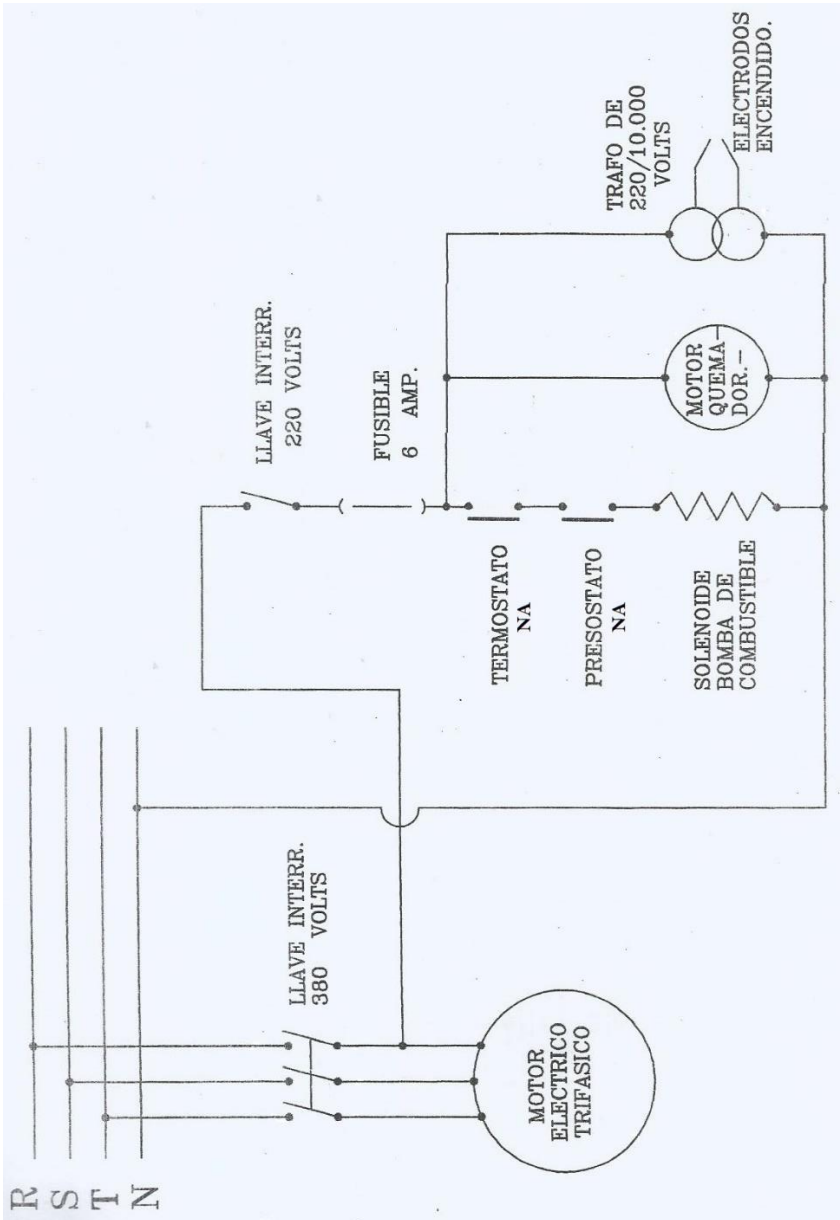 R
S
T
N
LLAVE INTERR.
380 VOLTS
MOTOR
ELECTRICO
TRIFASICO
LLAVE INTERR.
220 VOLTS
FUSIBLE
6 AMP.
TERMOSTATO
NA
PRESOSTATO
NA
SOLENOIDE
BOMBA DE
COMBUSTIBLE
MOTOR
QUEMA-
DOR.-
TRAFO DE
220/10.000
VOLTS
ELECTRODOS
ENCENDIDO.